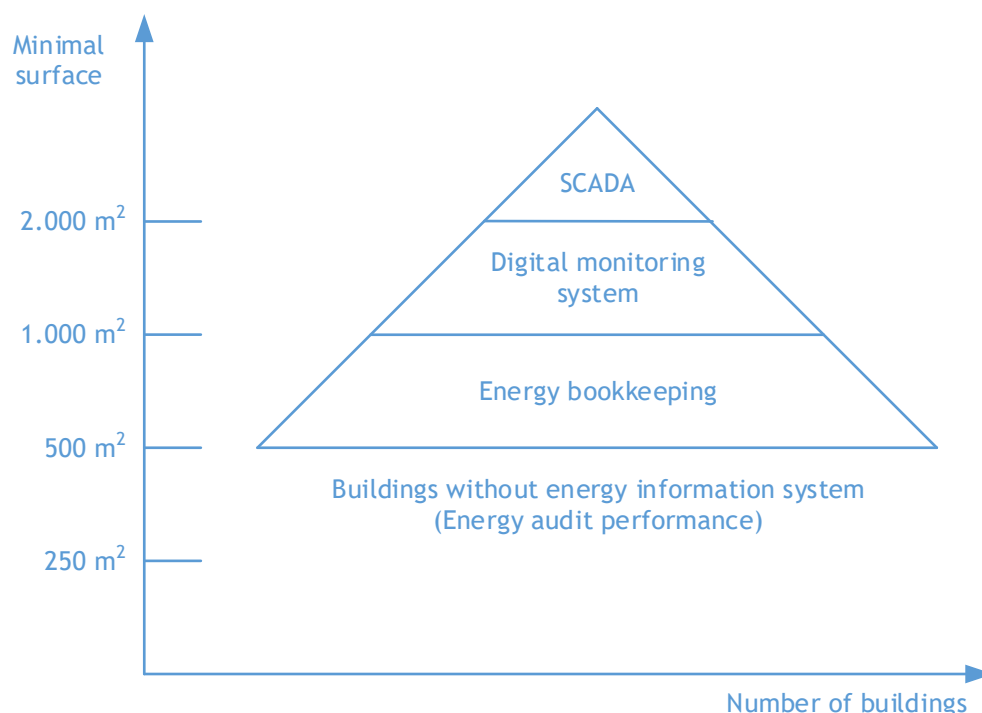 Minimal
surface
SCADA
2.000 m²
Digital monitoring
system
1.000 m²
Energy bookkeeping
500 m²
Buildings without energy information system
(Energy audit performance)
250 m²
Number of buildings